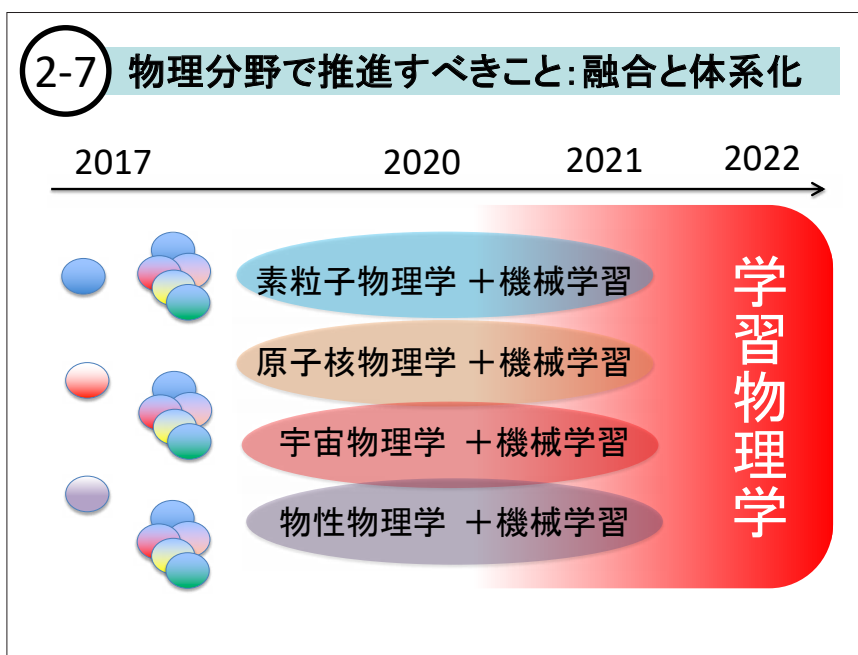 2-7 物理分野で推進すべきこと:融合と体系化
2017 2020 2021 2022
素粒子物理学 ＋機械学習
原子核物理学 ＋機械学習
宇宙物理学 ＋機械学習
物性物理学 ＋機械学習
学習物理学